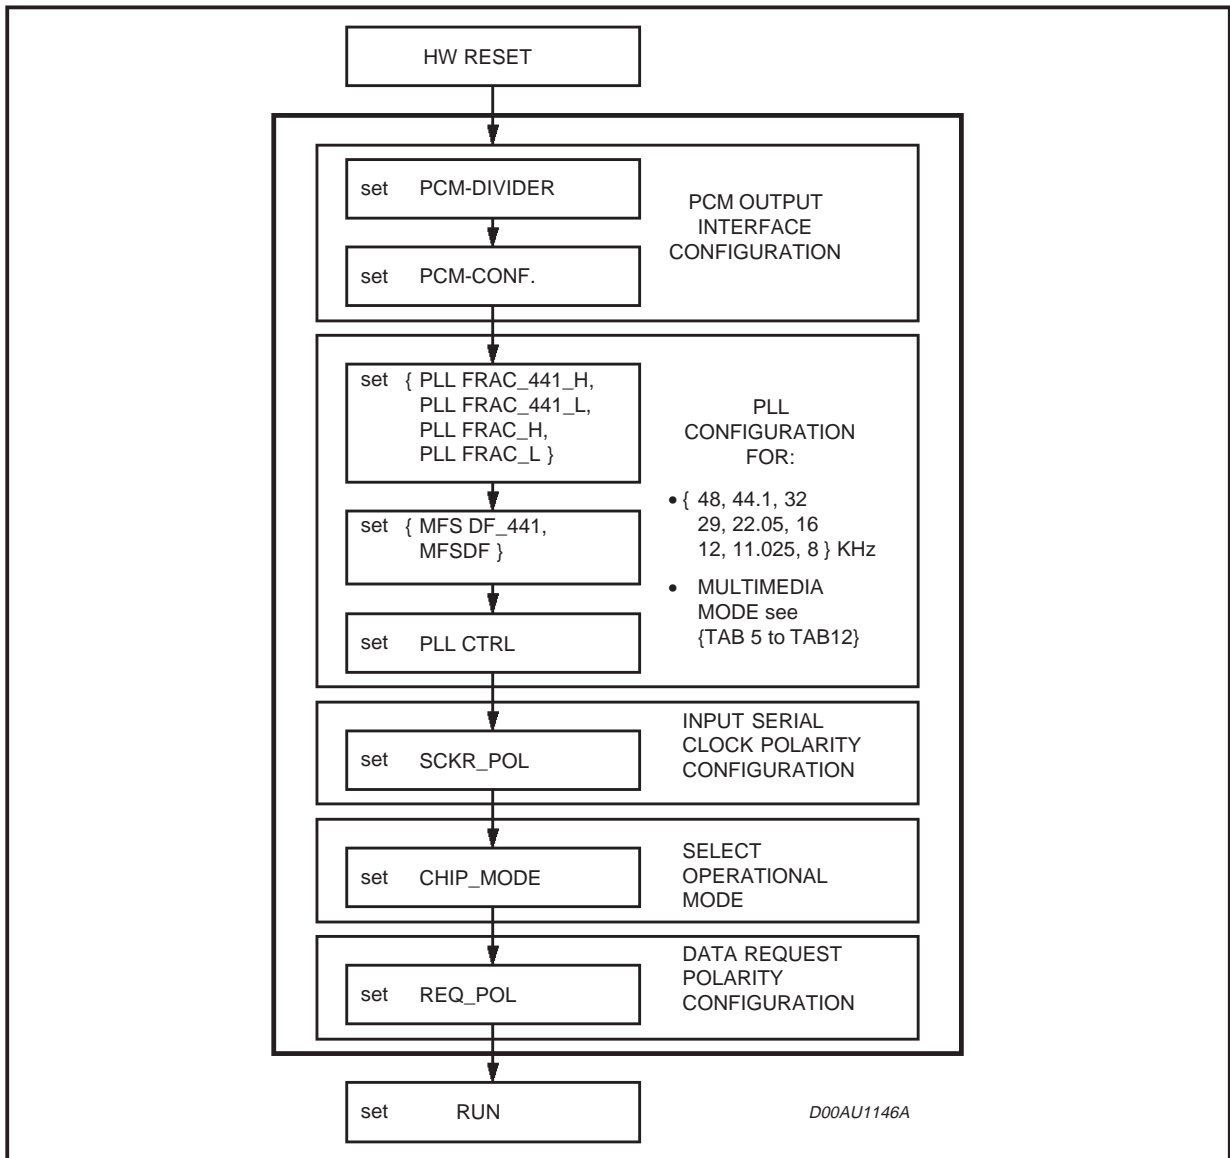 HW RESET
set PCM-DIVIDER
set PCM-CONF.
PCM OUTPUT
INTERFACE
CONFIGURATION
set { PLL FRAC_441_H,
PLL FRAC_441_L,
PLL FRAC_H,
PLL FRAC_L }
set { MFS DF_441,
MFSDF }
set PLL CTRL
PLL
CONFIGURATION
FOR:
• { 48, 44.1, 32
29, 22.05, 16
12, 11.025, 8 } KHz
• MULTIMEDIA
MODE see
{TAB 5 to TAB12}
set SCKR_POL
INPUT SERIAL
CLOCK POLARITY
CONFIGURATION
set CHIP_MODE
SELECT
OPERATIONAL
MODE
set REQ_POL
DATA REQUEST
POLARITY
CONFIGURATION
set RUN
D00AU1146A